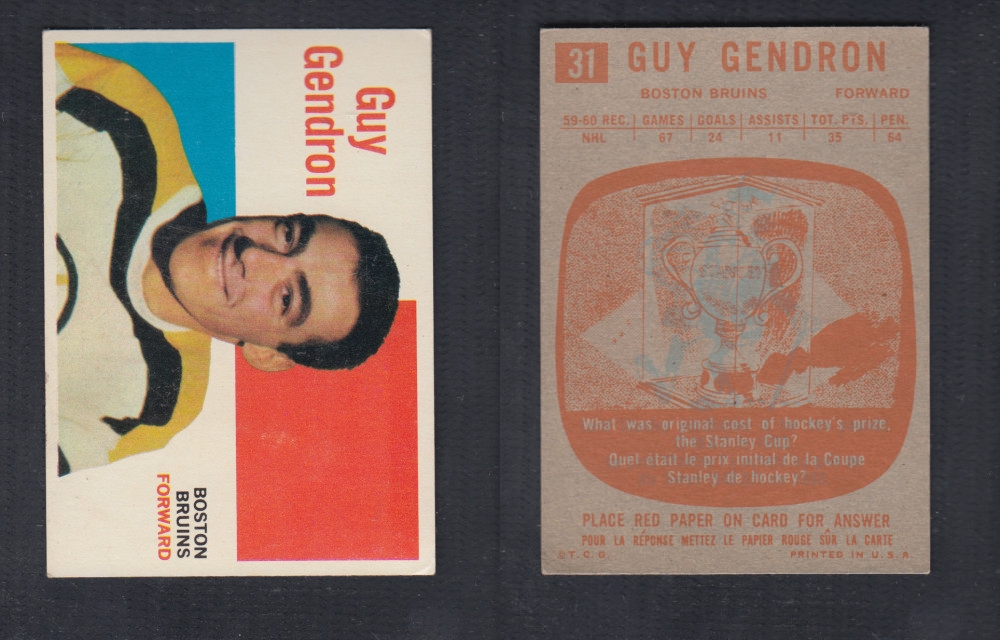 Guy
Gendron
BOSTON
BRUINS
FORWARD
31 GUY GENDRON
BOSTON BRUINS FORWARD
59-60 REC. GAMES GOALS ASSISTS TOT. PTS. PEN.
NHL 67 24 11 35 64
STANLEY
What was original cost of hockey's prize,
the Stanley Cup?
Quel était le prix initial de la Coupe
Stanley de hockey?
PLACE RED PAPER ON CARD FOR ANSWER
POUR LA RÉPONSE METTEZ LE PAPIER ROUGE SÛR LA CARTE
© T. C. G. PRINTED IN U. S. A.